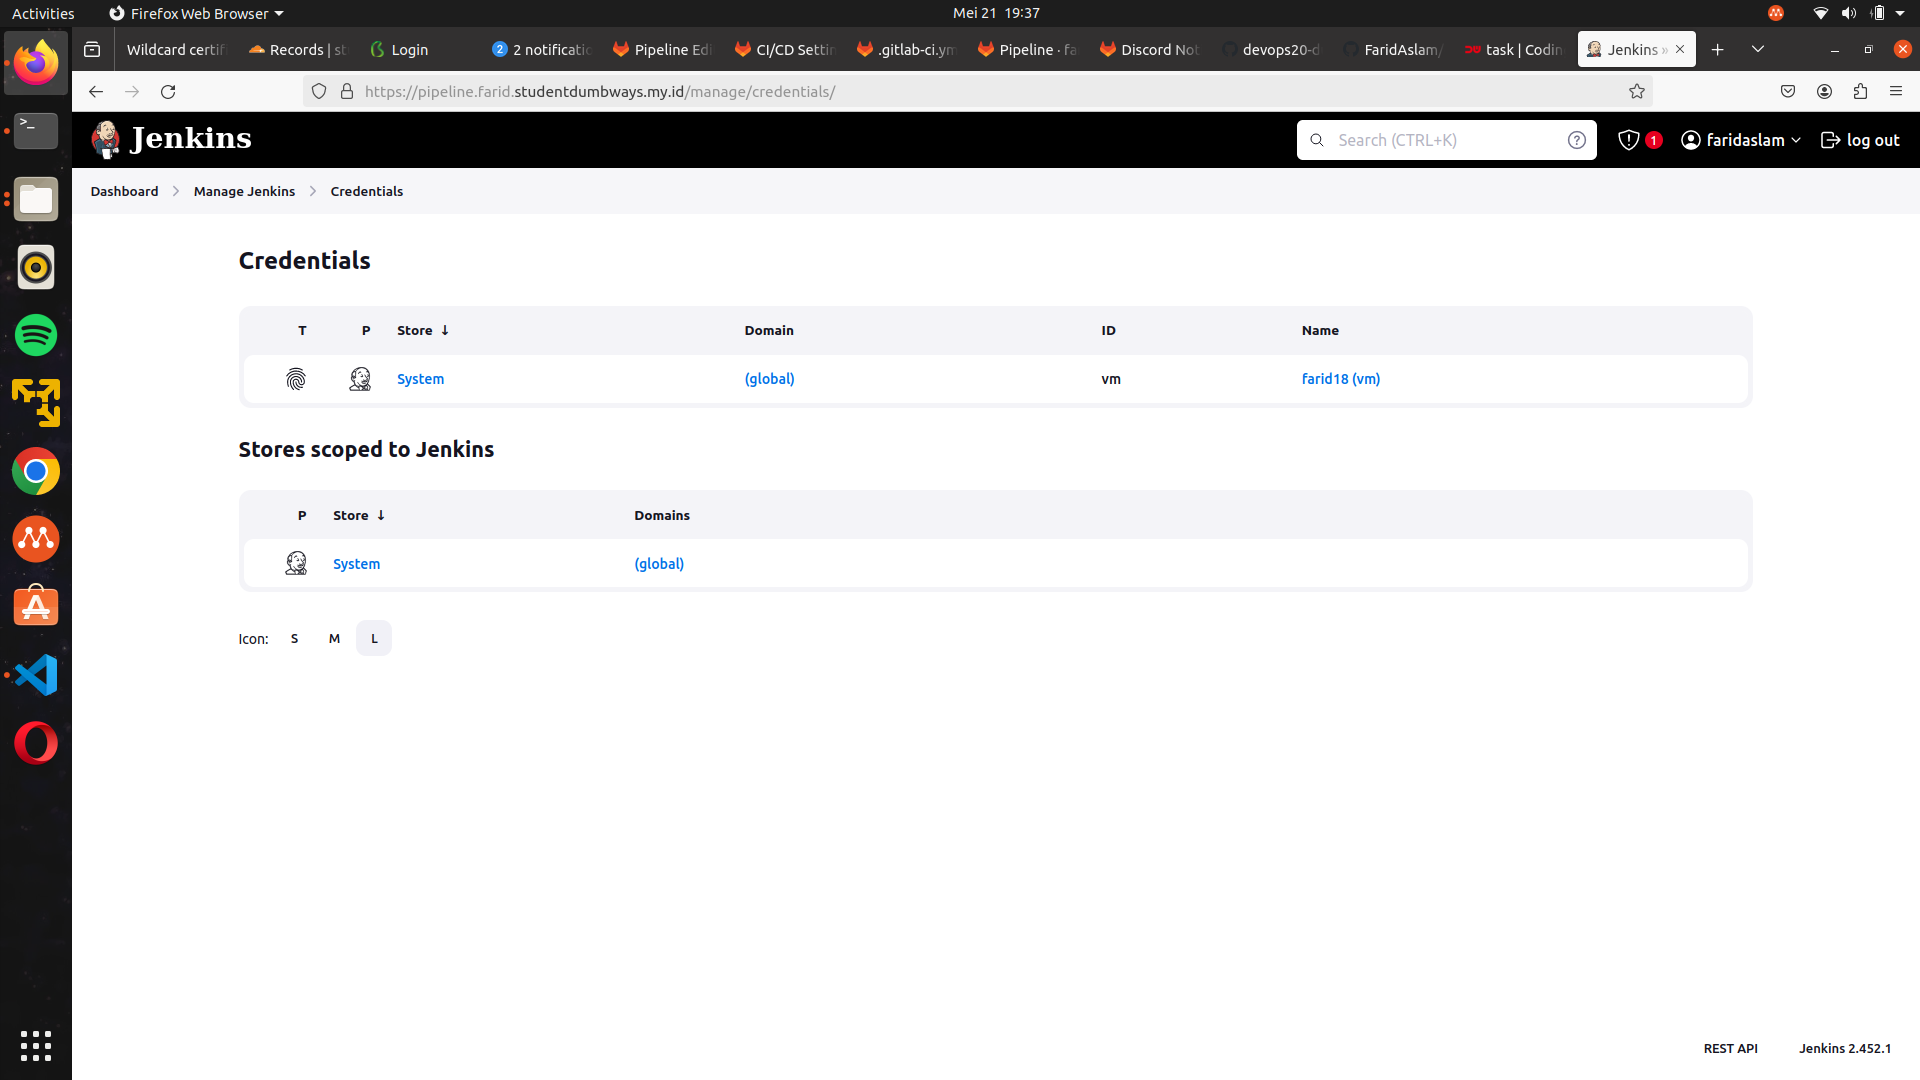 Activities Firefox Web Browser Mei 21 19:37
Wildcard certif Records | st Login 2 2 notificatio Pipeline Edi CI/CD Settin .gitlab-ci.ym Pipeline · fa Discord Not devops20-d FaridAslam/ task | Codin Jenkins »
https://pipeline.farid.studentdumbways.my.id/manage/credentials/
Jenkins Search (CTRL+K) 1 faridaslam log out
Dashboard Manage Jenkins Credentials
Credentials
T P Store ↓ Domain ID Name
System (global) vm farid18 (vm)
Stores scoped to Jenkins
P Store ↓ Domains
System (global)
Icon: S M L
REST API Jenkins 2.452.1